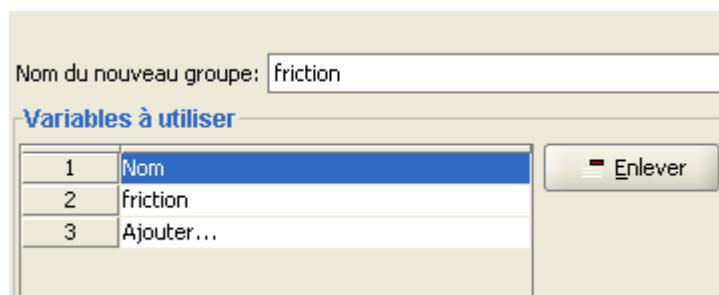 Nom du nouveau groupe: friction
Variables à utiliser
1 Nom
Enlever
2 friction
3 Ajouter...